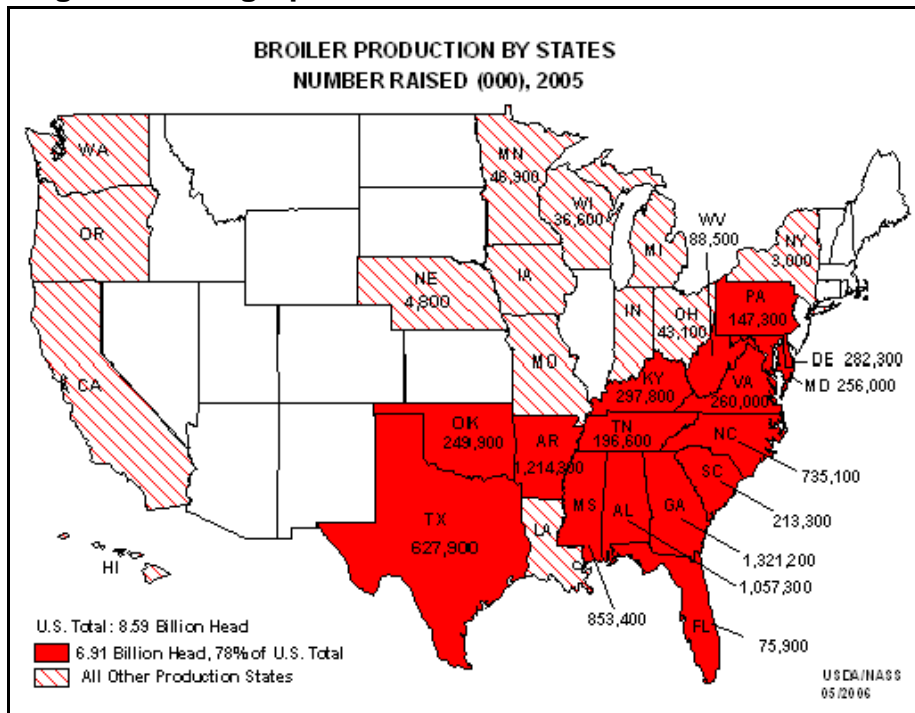 BROILER PRODUCTION BY STATES
NUMBER RAISED (000), 2005
WA
OR
CA
HI
NE
4,800
MN
46,900
WI
36,600
IA
MO
MI
IN
OH
43,100
WV
88,500
NY
3,000
PA
147,300
DE 282,300
MD 256,000
KY
297,800
VA
260,000
OK
249,900
AR
1,214,300
TN
196,600
NC
735,100
SC
213,300
TX
627,900
LA
MS
853,400
AL
1,057,300
GA
1,321,200
FL
75,900
U.S. Total: 8.59 Billion Head
6.91 Billion Head, 78% of U.S. Total
All Other Production States
USDA/NASS
05/2006